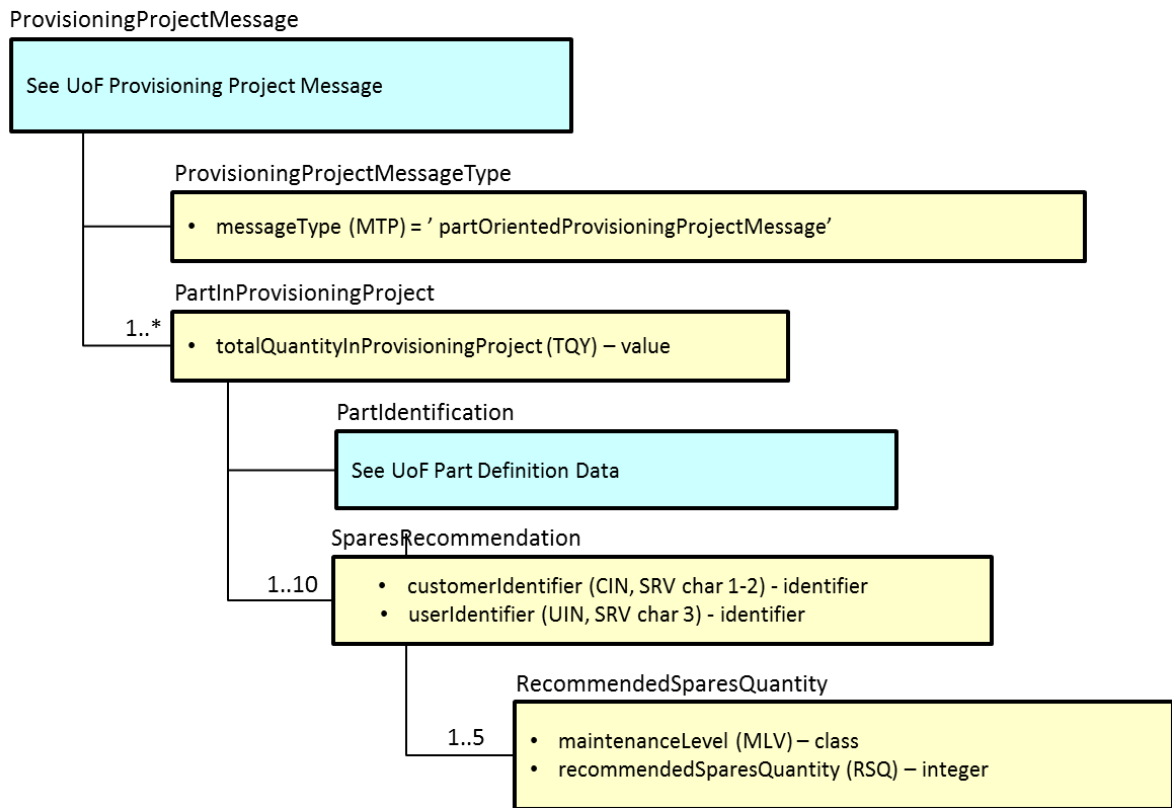 ProvisioningProjectMessage
See UoF Provisioning Project Message
ProvisioningProjectMessageType
• messageType (MTP) = ’ partOrientedProvisioningProjectMessage’
PartInProvisioningProject
1..*
• totalQuantityInProvisioningProject (TQY) – value
PartIdentification
See UoF Part Definition Data
SparesRecommendation
1..10
• customerIdentifier (CIN, SRV char 1-2) - identifier
• userIdentifier (UIN, SRV char 3) - identifier
RecommendedSparesQuantity
1..5
• maintenanceLevel (MLV) – class
• recommendedSparesQuantity (RSQ) – integer